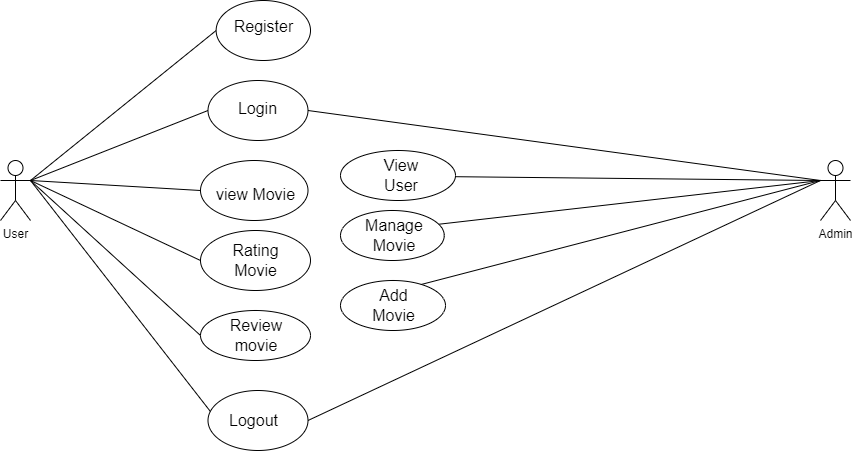 Register
Login
View
User
view Movie
Manage
Movie
User
Admin
Rating
Movie
Add
Movie
Review
movie
Logout